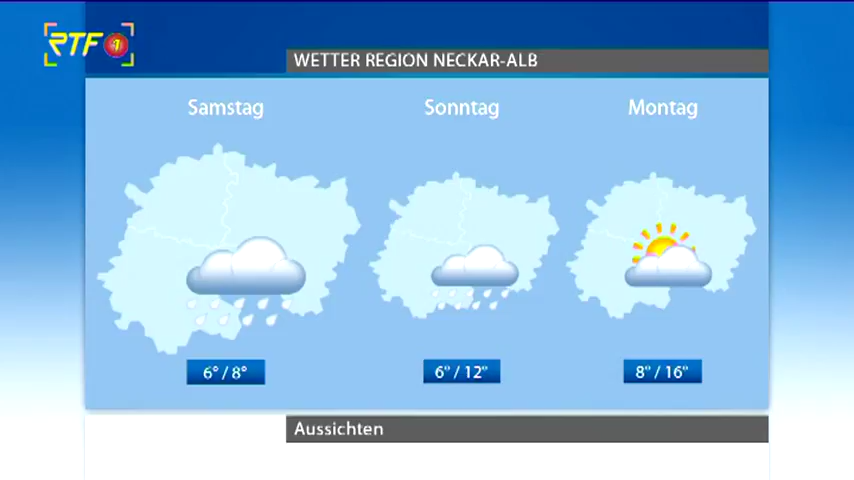 RTF 1
WETTER REGION NECKAR-ALB
Samstag
Sonntag
Montag
6° / 8°
6° / 12°
8° / 16°
Aussichten